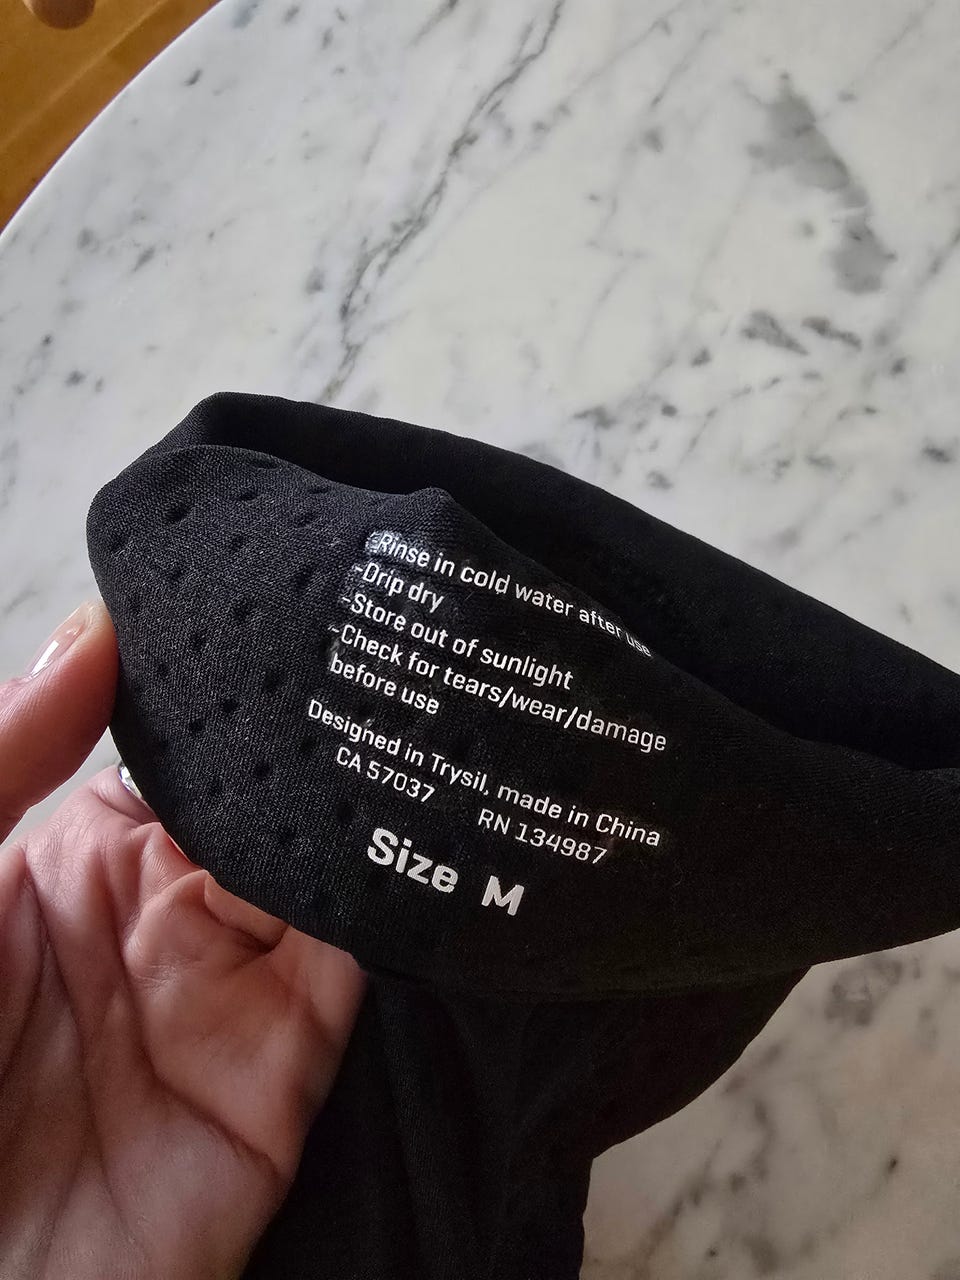 -Rinse in cold water after use
-Drip dry
-Store out of sunlight
-Check for tears/wear/damage
before use
Designed in Trysil, made in China
CA 57037 RN 134987
Size M